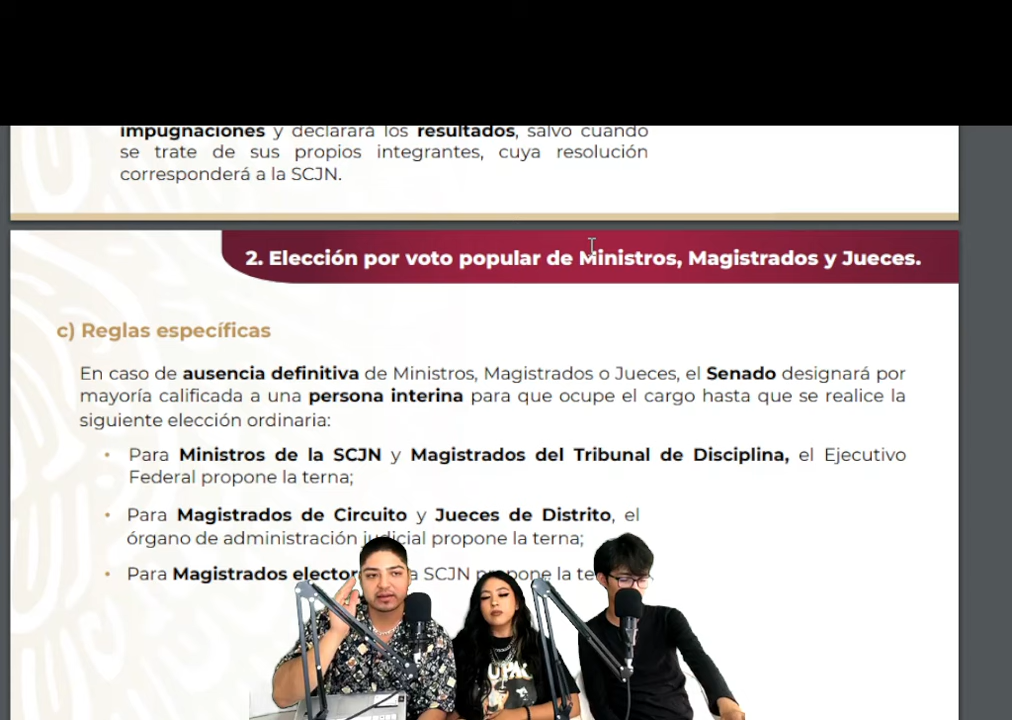 impugnaciones y declarará los resultados, salvo cuando
se trate de sus propios integrantes, cuya resolución
corresponderá a la SCJN.
2. Elección por voto popular de Ministros, Magistrados y Jueces.
c) Reglas específicas
En caso de ausencia definitiva de Ministros, Magistrados o Jueces, el Senado designará por
mayoría calificada a una persona interina para que ocupe el cargo hasta que se realice la
siguiente elección ordinaria:
• Para Ministros de la SCJN y Magistrados del Tribunal de Disciplina, el Ejecutivo
Federal propone la terna;
• Para Magistrados de Circuito y Jueces de Distrito, el
órgano de administración judicial propone la terna;
• Para Magistrados SCJN propone la